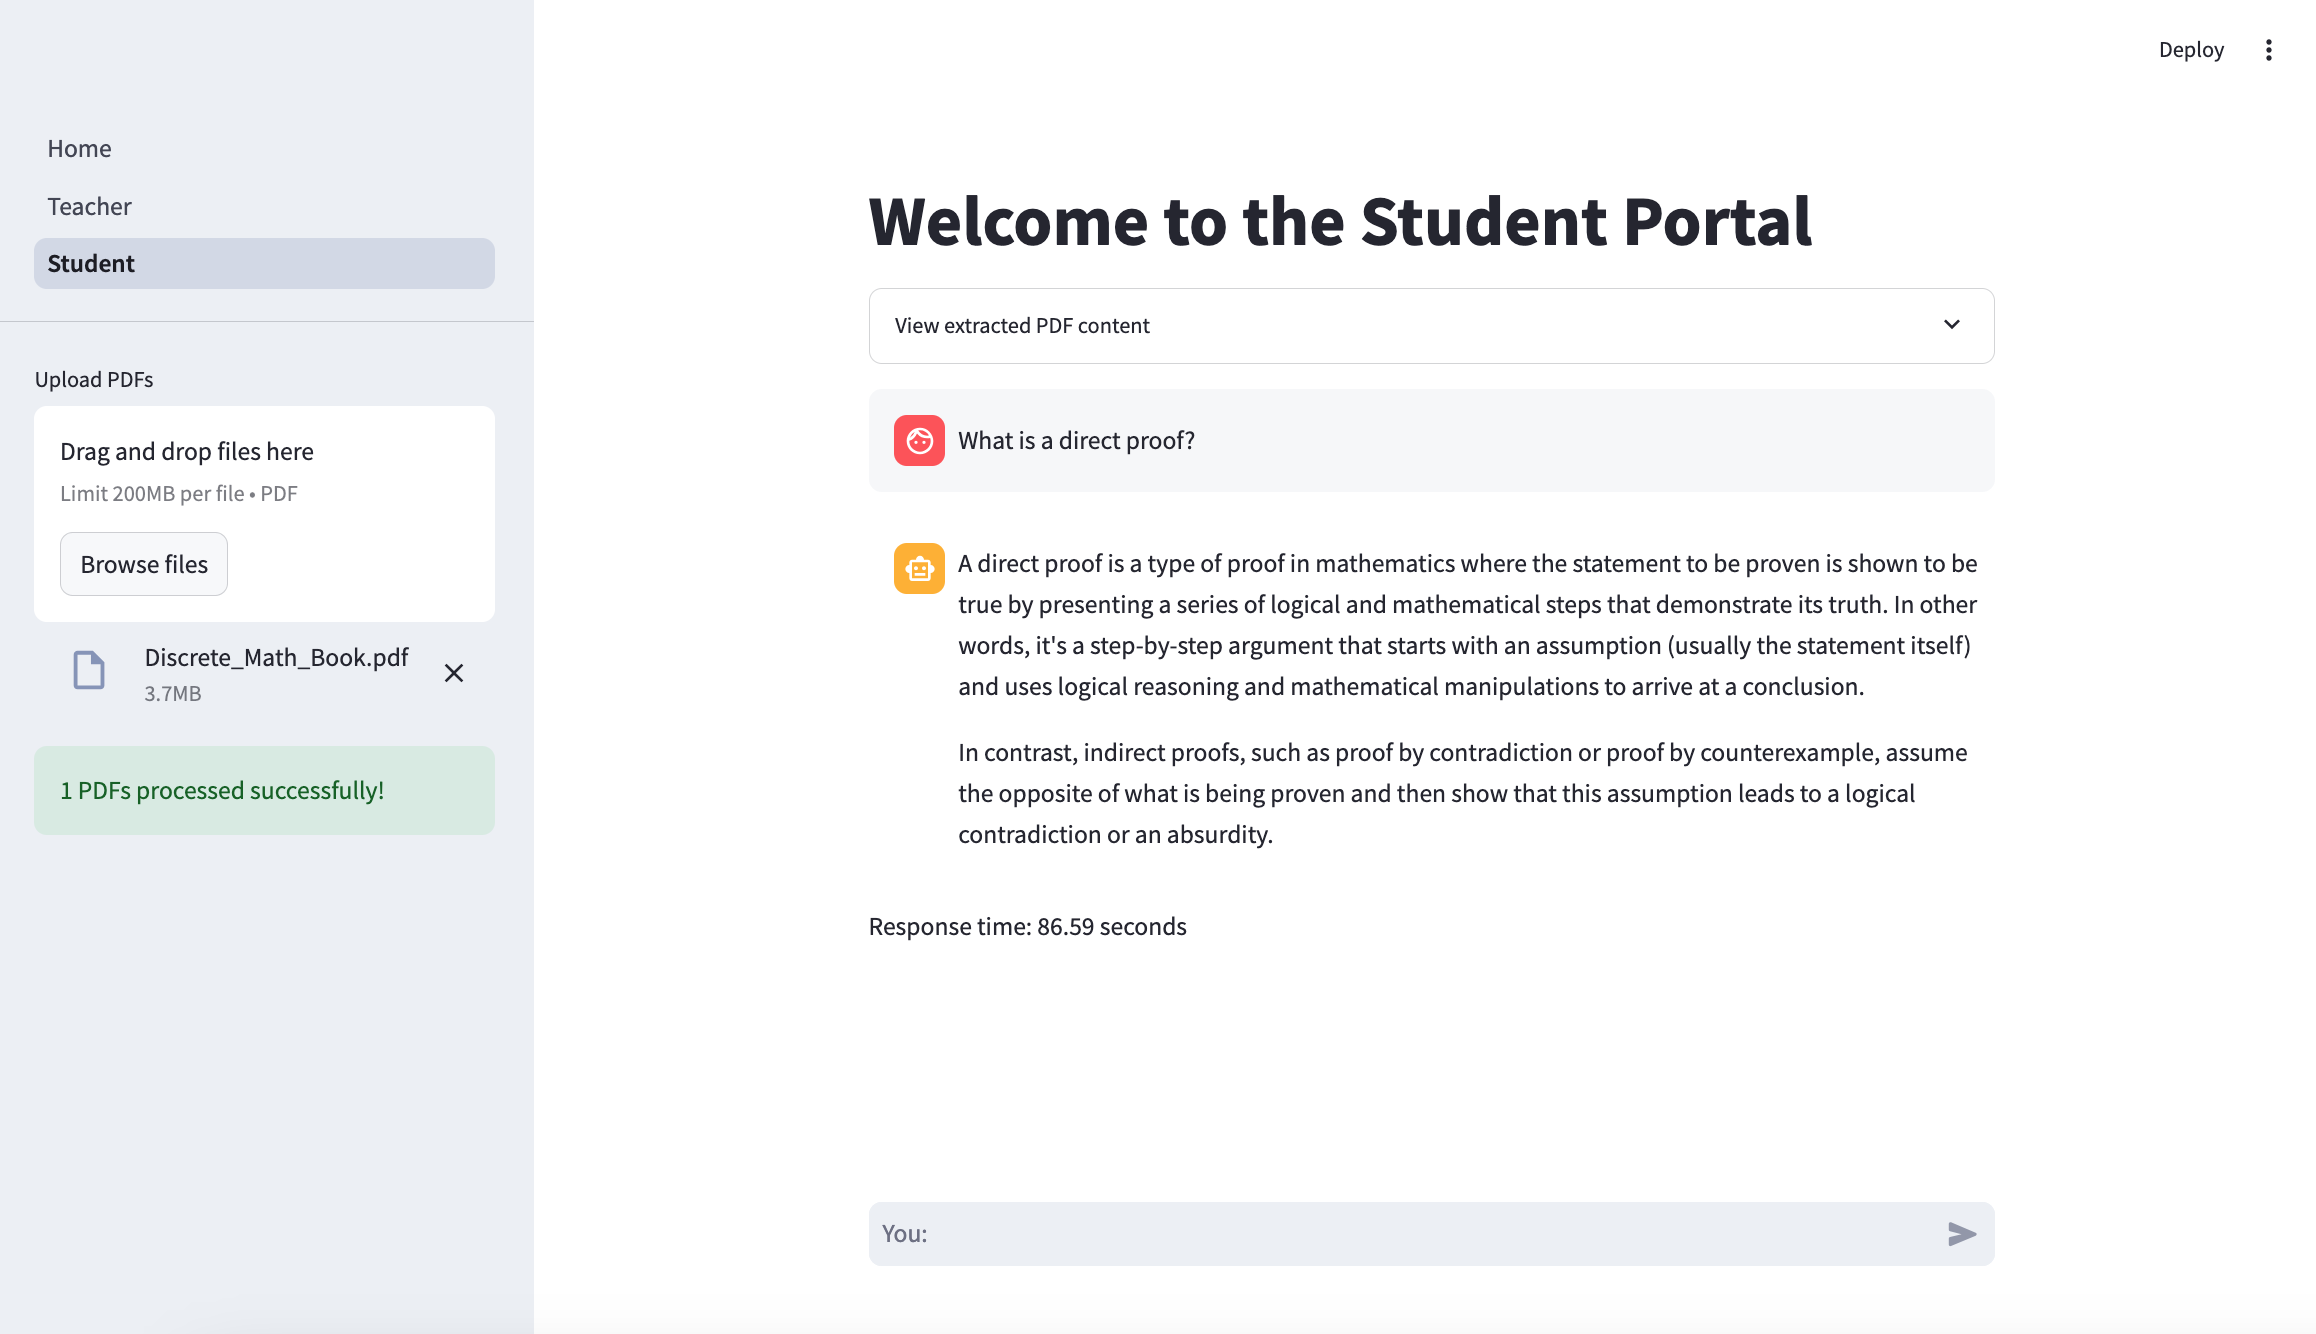 Deploy
Home
Teacher
Student
Upload PDFs
Drag and drop files here
Limit 200MB per file • PDF
Browse files
Discrete_Math_Book.pdf
3.7MB
1 PDFs processed successfully!
Welcome to the Student Portal
View extracted PDF content
What is a direct proof?
A direct proof is a type of proof in mathematics where the statement to be proven is shown to be
true by presenting a series of logical and mathematical steps that demonstrate its truth. In other
words, it's a step-by-step argument that starts with an assumption (usually the statement itself)
and uses logical reasoning and mathematical manipulations to arrive at a conclusion.
In contrast, indirect proofs, such as proof by contradiction or proof by counterexample, assume
the opposite of what is being proven and then show that this assumption leads to a logical
contradiction or an absurdity.
Response time: 86.59 seconds
You: